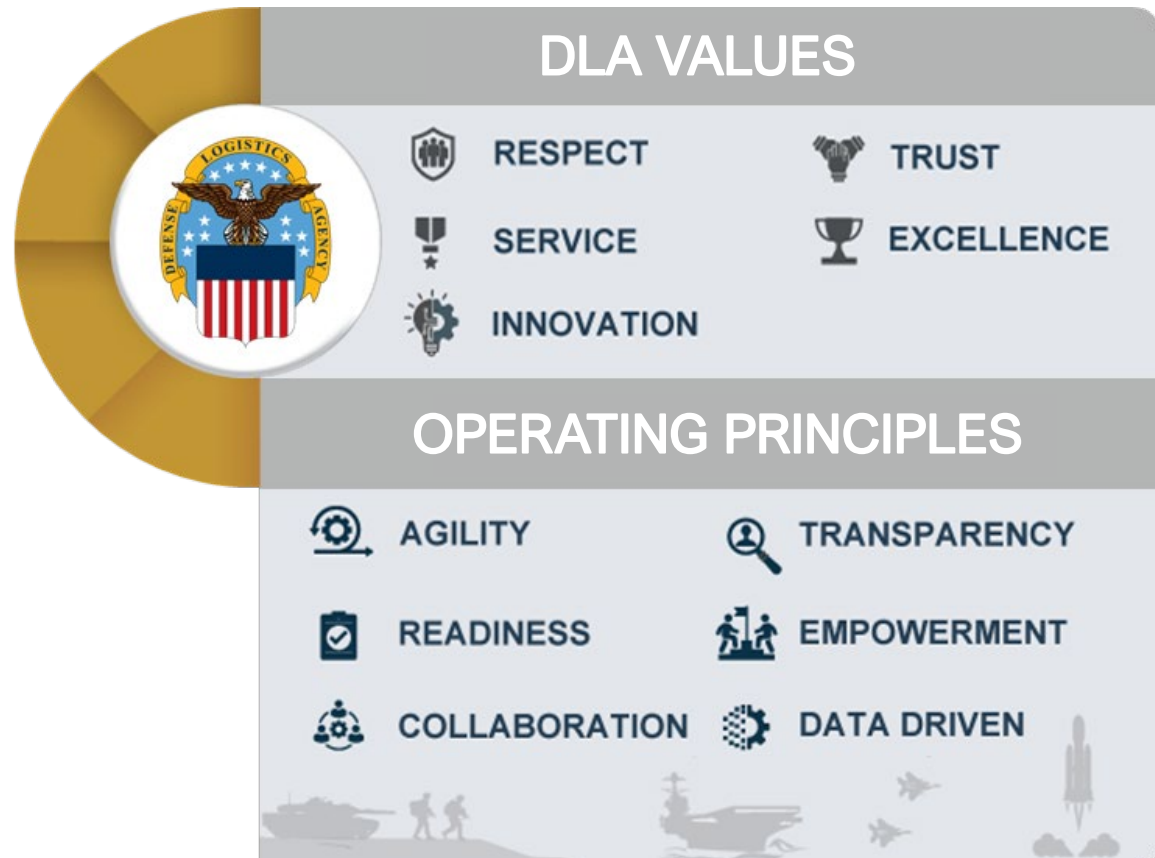 DLA VALUES
LOGISTICS
DEFENSE
AGENCY
RESPECT
TRUST
SERVICE
EXCELLENCE
INNOVATION
OPERATING PRINCIPLES
AGILITY
TRANSPARENCY
READINESS
EMPOWERMENT
COLLABORATION
DATA DRIVEN